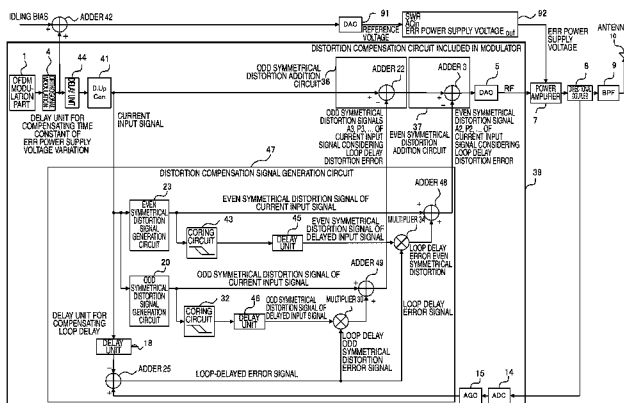 IDLING BIAS
ADDER 42
91
DAC
REFERENCE VOLTAGE
SWR
ACin
ERR POWER SUPPLY VOLTAGE out
92
ANTENNA
10
DISTORTION COMPENSATION CIRCUIT INCLUDED IN MODULATOR
ERR POWER SUPPLY VOLTAGE
1
OFDM MODULATION PART
4
44
DELAY UNIT
41
D.Up Gen
DELAY UNIT FOR COMPENSATING TIME CONSTANT OF ERR POWER SUPPLY VOLTAGE VARIATION
CURRENT INPUT SIGNAL
ODD SYMMETRICAL DISTORTION ADDITION CIRCUIT
36
ADDER 22
ADDER 3
5
DAC
RF
POWER AMPLIFIER
7
8
9
BPF
37
EVEN SYMMETRICAL DISTORTION ADDITION CIRCUIT
ODD SYMMETRICAL DISTORTION SIGNALS A3, P3, ... OF CURRENT INPUT SIGNAL CONSIDERING LOOP DELAY DISTORTION ERROR
EVEN SYMMETRICAL DISTORTION SIGNAL A2, P2, ... OF CURRENT INPUT SIGNAL CONSIDERING LOOP DELAY DISTORTION ERROR
39
47
DISTORTION COMPENSATION SIGNAL GENERATION CIRCUIT
23
EVEN SYMMETRICAL DISTORTION SIGNAL GENERATION CIRCUIT
EVEN SYMMETRICAL DISTORTION SIGNAL OF CURRENT INPUT SIGNAL
ADDER 48
43
CORING CIRCUIT
45
DELAY UNIT
EVEN SYMMETRICAL DISTORTION SIGNAL OF DELAYED INPUT SIGNAL
MULTIPLIER 34
LOOP DELAY ERROR EVEN SYMMETRICAL DISTORTION
20
ODD SYMMETRICAL DISTORTION SIGNAL GENERATION CIRCUIT
ODD SYMMETRICAL DISTORTION SIGNAL OF CURRENT INPUT SIGNAL
ADDER 49
32
CORING CIRCUIT
46
DELAY UNIT
ODD SYMMETRICAL DISTORTION SIGNAL OF DELAYED INPUT SIGNAL
MULTIPLIER 30
LOOP DELAY ERROR SIGNAL
LOOP DELAY ODD SYMMETRICAL DISTORTION ERROR SIGNAL
DELAY UNIT FOR COMPENSATING LOOP DELAY
DELAY UNIT
18
ADDER 25
LOOP-DELAYED ERROR SIGNAL
15
AGC
14
ADC